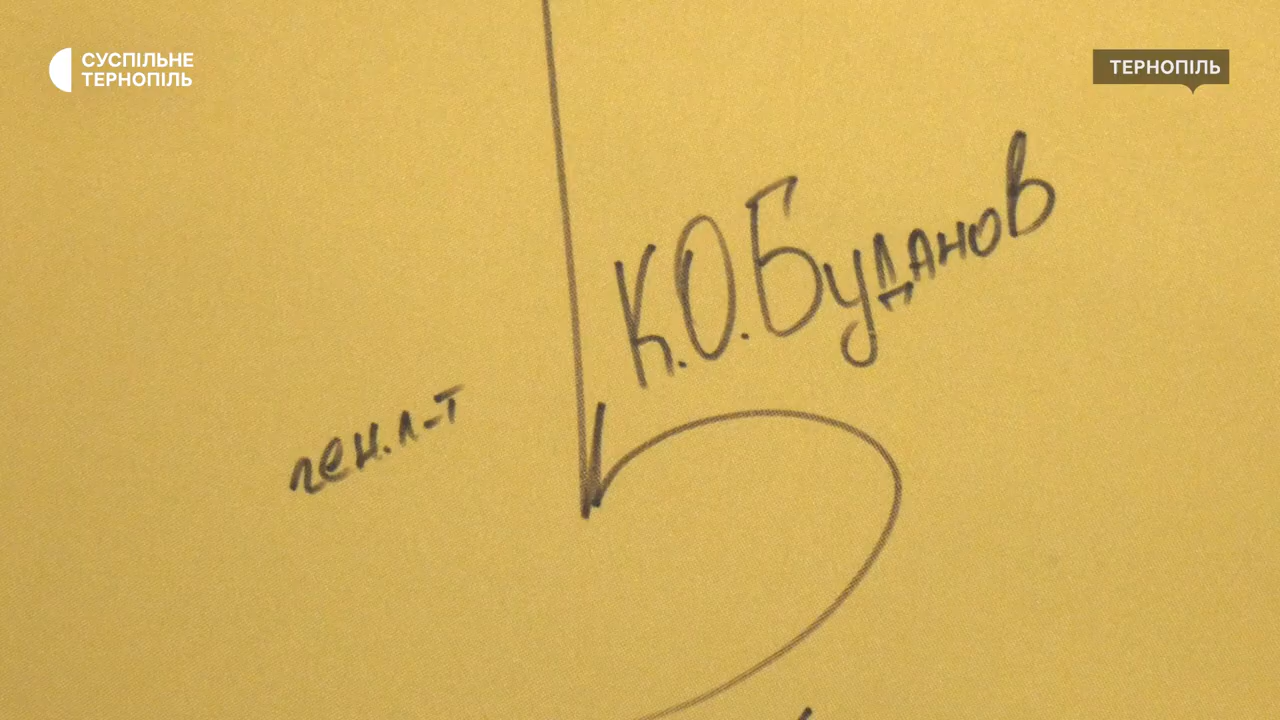 СУСПІЛЬНЕ
ТЕРНОПІЛЬ
ТЕРНОПІЛЬ
К.О.Буданов
ген.л-т